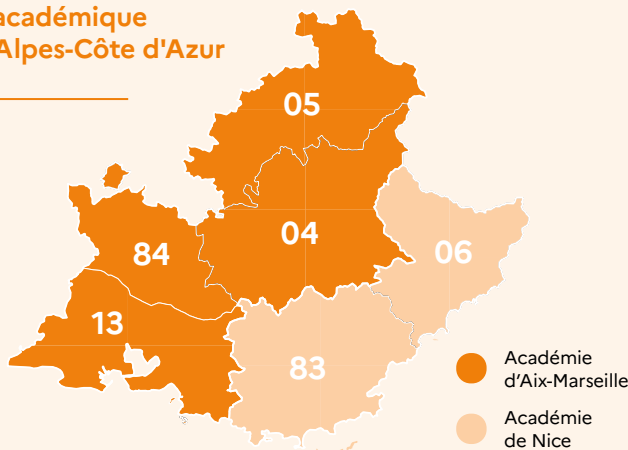 académique
Alpes-Côte d'Azur
05
04
84
06
13
83
Académie
d'Aix-Marseille
Académie
de Nice